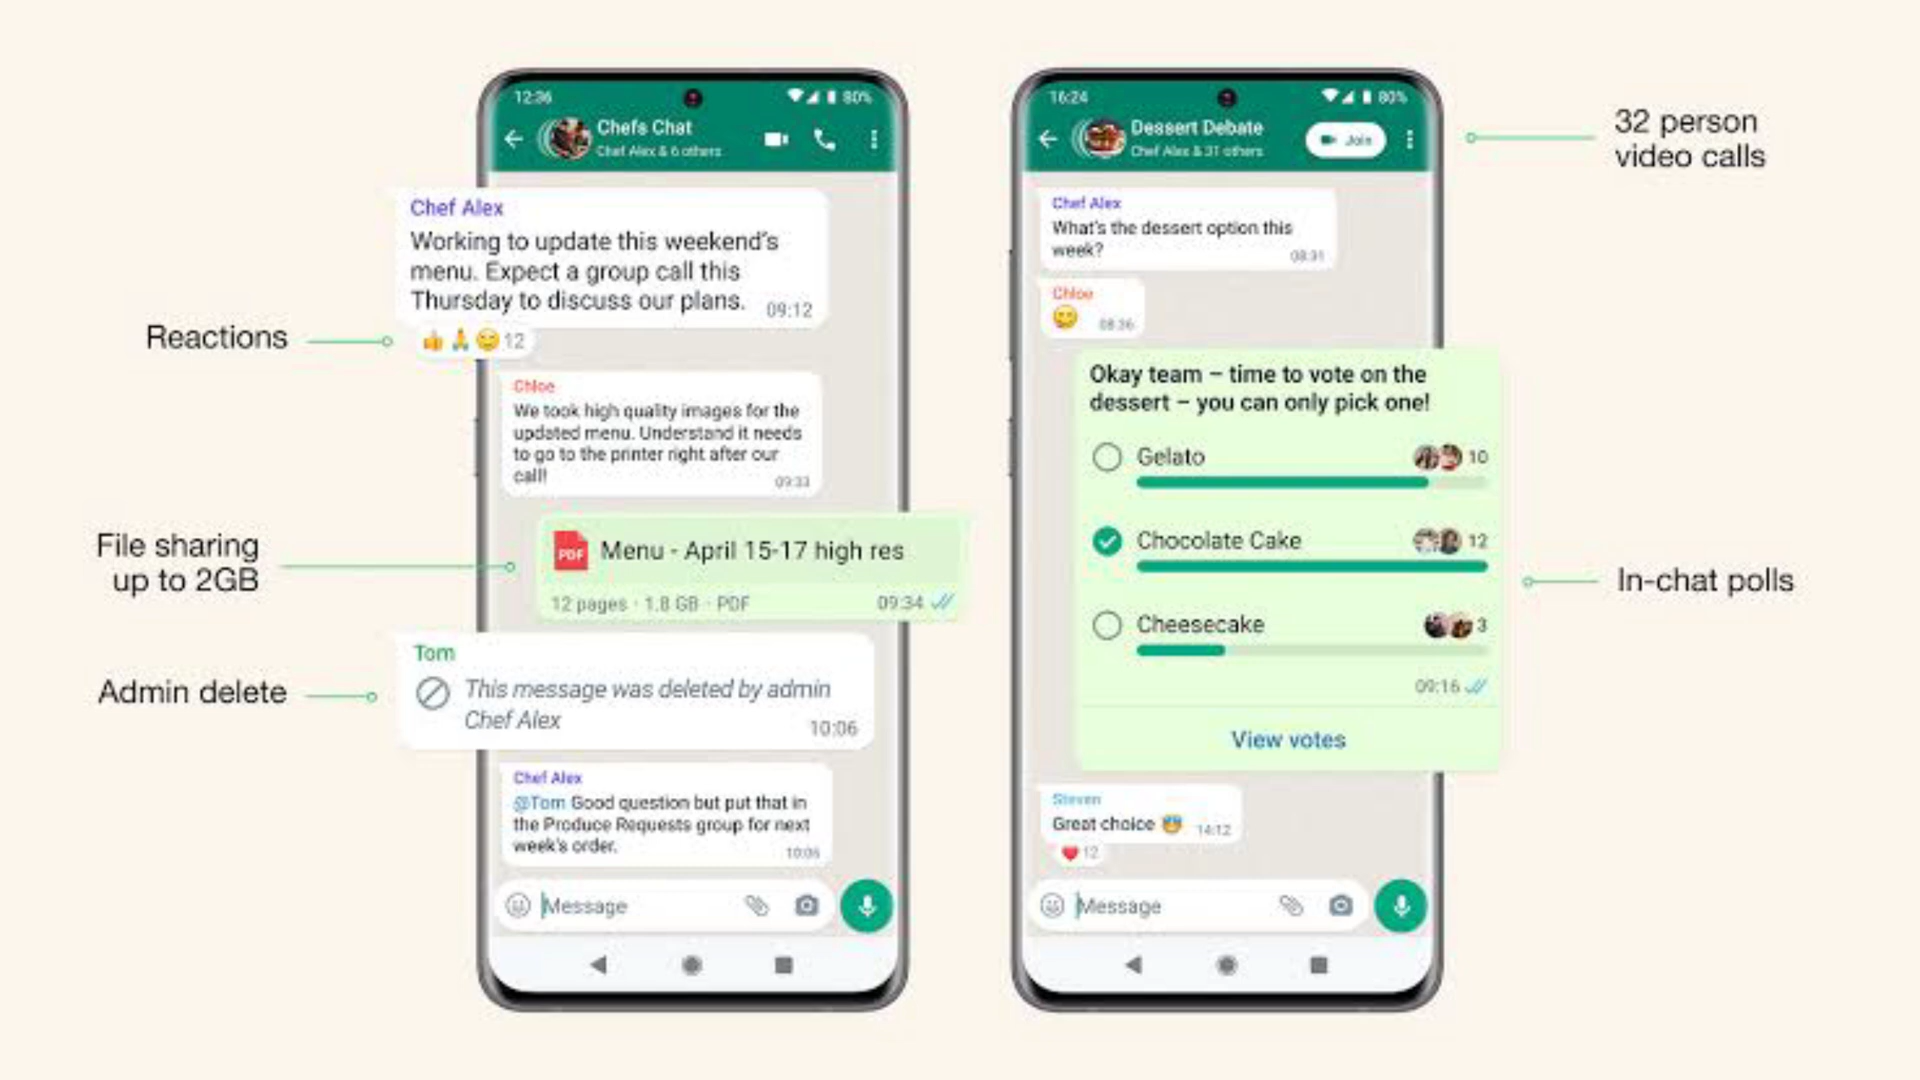 12:36
80%
Chefs Chat
Chef Alex & 6 others
Chef Alex
Working to update this weekend's
menu. Expect a group call this
Thursday to discuss our plans.
09:12
12
Reactions
Chloe
We took high quality images for the
updated menu. Understand it needs
to go to the printer right after our
call!
09:33
File sharing
up to 2GB
PDF
Menu - April 15-17 high res
12 pages · 1.8 GB · PDF
09:34
Admin delete
Tom
This message was deleted by admin
Chef Alex
10:06
Chef Alex
@Tom Good question but put that in
the Produce Requests group for next
week's order.
10:06
Message
16:24
80%
Dessert Debate
Chef Alex & 31 others
Join
32 person
video calls
Chef Alex
What's the dessert option this
week?
08:31
Chloe
08:36
Okay team – time to vote on the
dessert – you can only pick one!
Gelato
10
Chocolate Cake
12
Cheesecake
3
09:16
View votes
In-chat polls
Steven
Great choice
14:12
12
Message